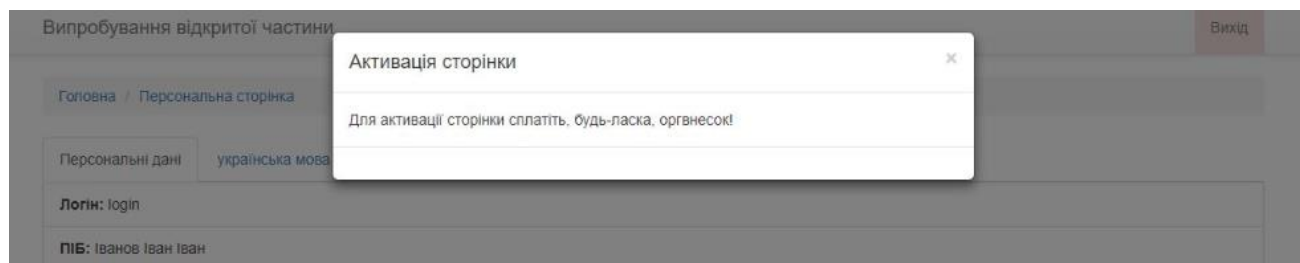 Випробування відкритої частини
Вихід
Активація сторінки ×
Головна / Персональна сторінка
Для активації сторінки сплатіть, будь-ласка, оргвнесок!
Персональні дані українська мова
Логін: login
ПІБ: Іванов Іван Іван